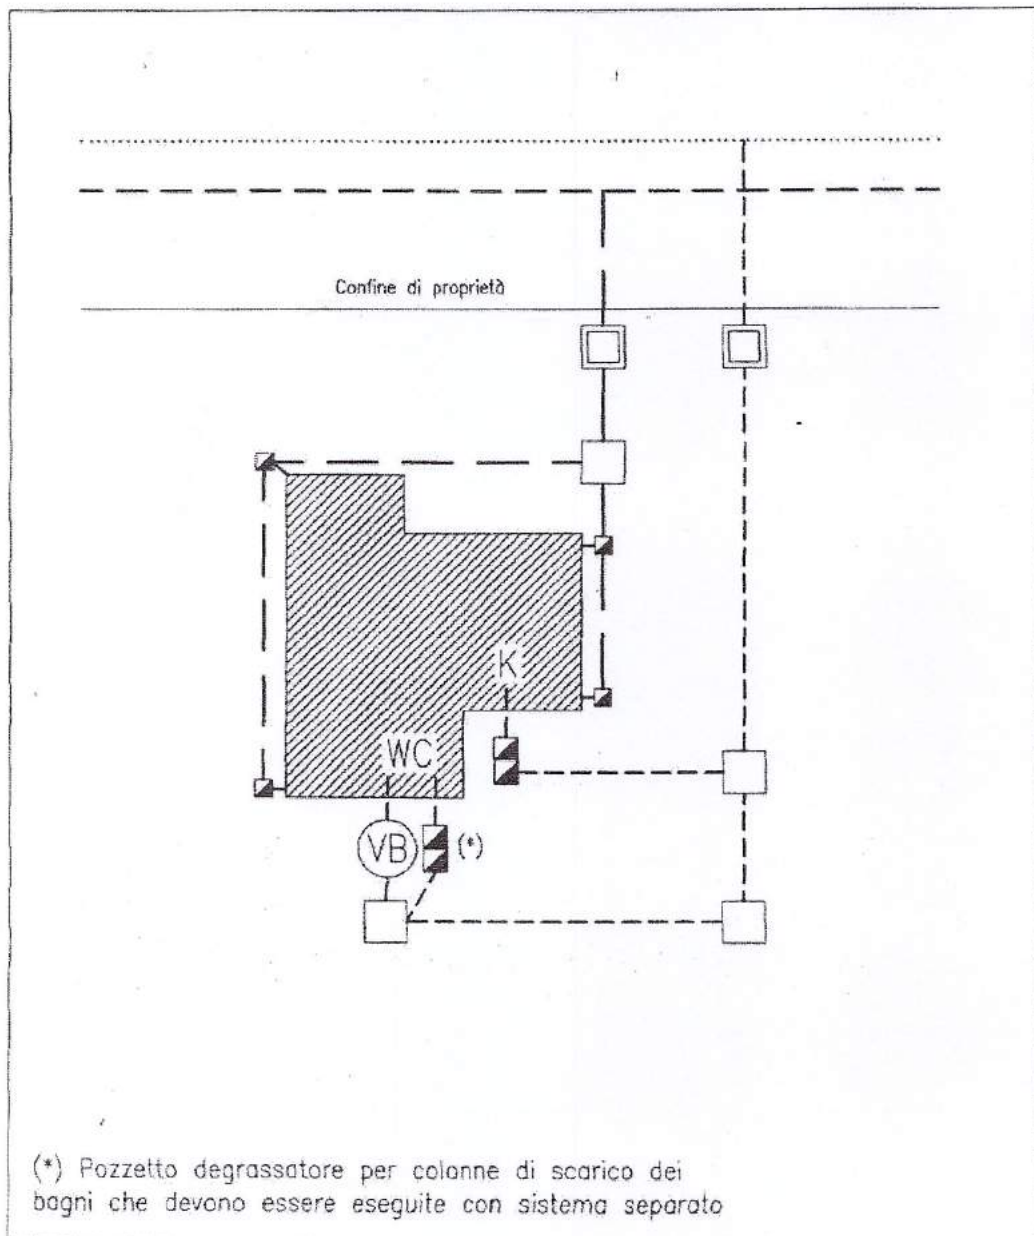 Confine di proprietà
K
WC
VB
(*)
(*) Pozzetto degrassatore per colonne di scarico dei
bagni che devono essere eseguite con sistema separato